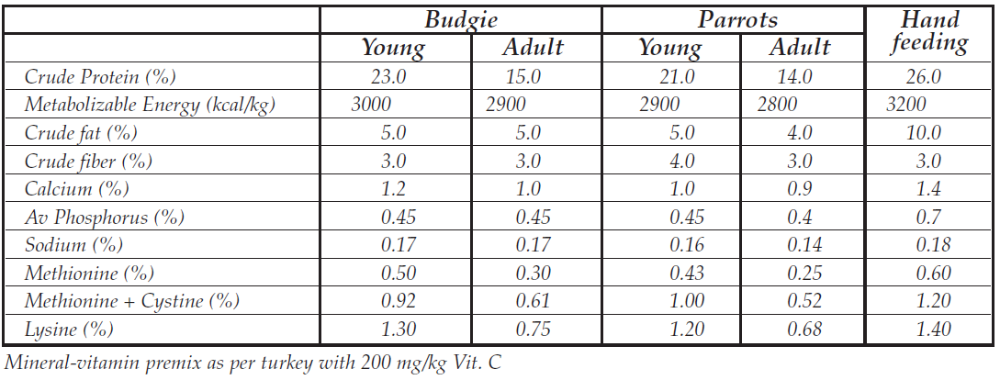 Budgie Parrots Hand feeding
Young Adult Young Adult
Crude Protein (%) 23.0 15.0 21.0 14.0 26.0
Metabolizable Energy (kcal/kg) 3000 2900 2900 2800 3200
Crude fat (%) 5.0 5.0 5.0 4.0 10.0
Crude fiber (%) 3.0 3.0 4.0 3.0 3.0
Calcium (%) 1.2 1.0 1.0 0.9 1.4
Av Phosphorus (%) 0.45 0.45 0.45 0.4 0.7
Sodium (%) 0.17 0.17 0.16 0.14 0.18
Methionine (%) 0.50 0.30 0.43 0.25 0.60
Methionine + Cystine (%) 0.92 0.61 1.00 0.52 1.20
Lysine (%) 1.30 0.75 1.20 0.68 1.40
Mineral-vitamin premix as per turkey with 200 mg/kg Vit. C